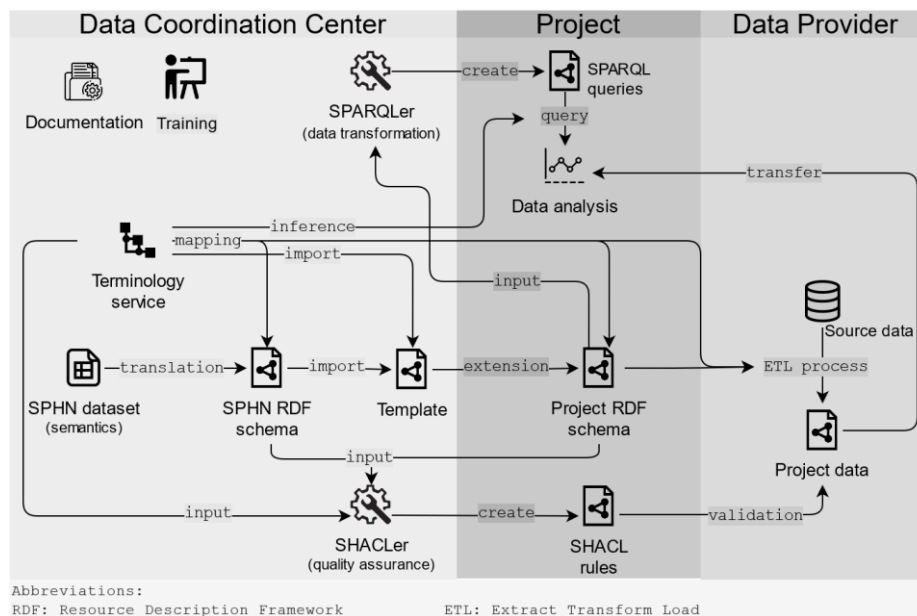 Data Coordination Center
Project
Data Provider
Documentation
Training
SPARQLer
(data transformation)
create
SPARQL
queries
query
Data analysis
transfer
inference
mapping
import
Terminology
service
input
Source data
SPHN dataset
(semantics)
translation
SPHN RDF
schema
import
Template
extension
Project RDF
schema
ETL process
Project data
input
input
SHACLer
(quality assurance)
create
SHACL
rules
validation
Abbreviations:
RDF: Resource Description Framework
ETL: Extract Transform Load